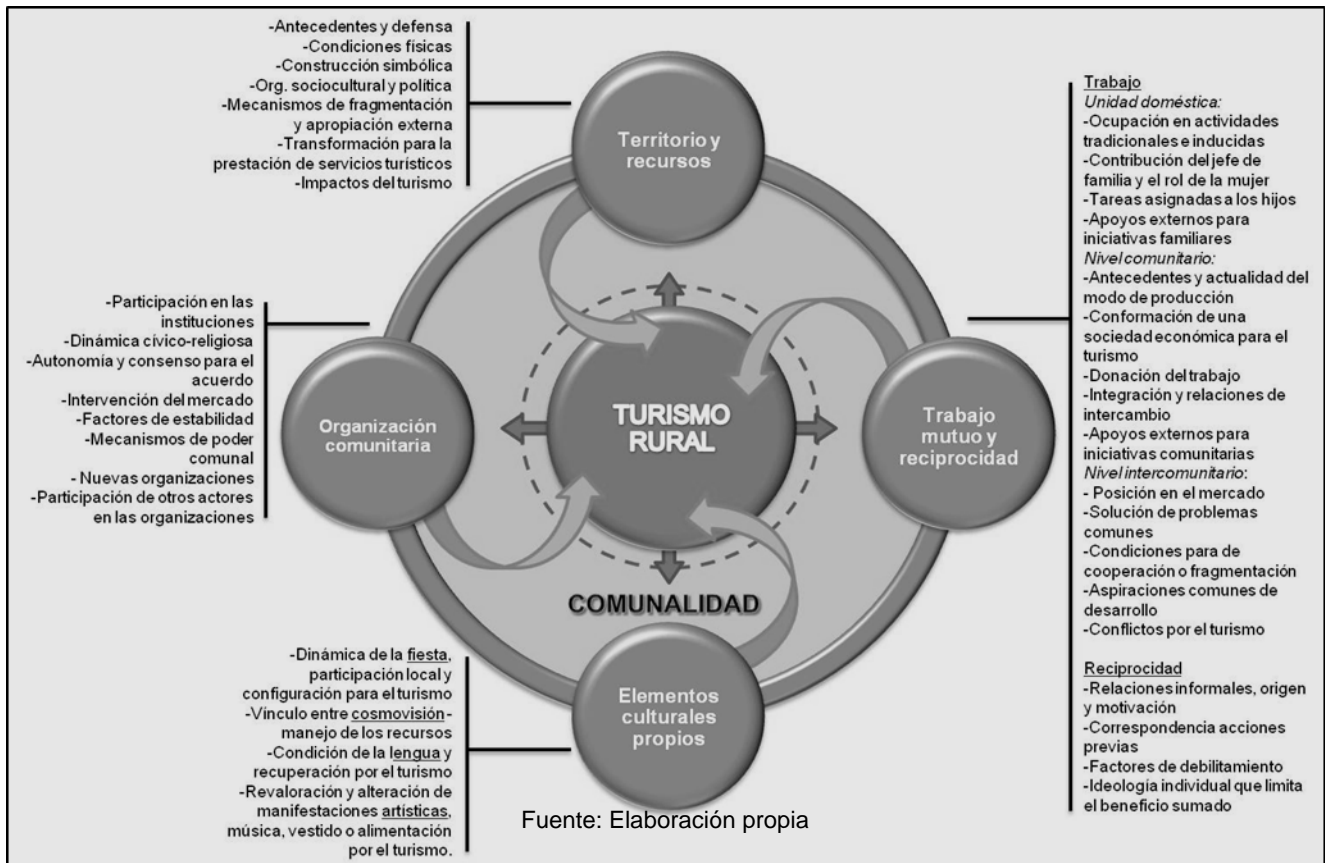 -Antecedentes y defensa
-Condiciones físicas
-Construcción simbólica
-Org. sociocultural y política
-Mecanismos de fragmentación
y apropiación externa
-Transformación para la
prestación de servicios turísticos
-Impactos del turismo
Territorio y
recursos
-Participación en las
instituciones
-Dinámica cívico-religiosa
-Autonomía y consenso para el
acuerdo
-Intervención del mercado
-Factores de estabilidad
-Mecanismos de poder
comunal
- Nuevas organizaciones
-Participación de otros actores
en las organizaciones
Organización
comunitaria
TURISMO
RURAL
COMUNALIDAD
Trabajo
mutuo y
reciprocidad
Trabajo
Unidad doméstica:
-Ocupación en actividades
tradicionales e inducidas
-Contribución del jefe de
familia y el rol de la mujer
-Tareas asignadas a los hijos
-Apoyos externos para
iniciativas familiares
Nivel comunitario:
-Antecedentes y actualidad del
modo de producción
-Conformación de una
sociedad económica para el
turismo
-Donación del trabajo
-Integración y relaciones de
intercambio
-Apoyos externos para
iniciativas comunitarias
Nivel intercomunitario:
- Posición en el mercado
-Solución de problemas
comunes
-Condiciones para de
cooperación o fragmentación
-Aspiraciones comunes de
desarrollo
-Conflictos por el turismo
Reciprocidad
-Relaciones informales, origen
y motivación
-Correspondencia acciones
previas
-Factores de debilitamiento
-Ideología individual que limita
el beneficio sumado
-Dinámica de la fiesta,
participación local y
configuración para el turismo
-Vínculo entre cosmovisión-
manejo de los recursos
-Condición de la lengua y
recuperación por el turismo
-Revaloración y alteración de
manifestaciones artísticas,
música, vestido o alimentación
por el turismo.
Elementos
culturales
propios
Fuente: Elaboración propia